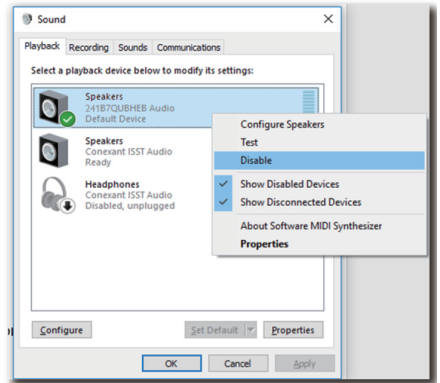 Sound
Playback Recording Sounds Communications
Select a playback device below to modify its settings:
Speakers
241B7QUBHEB Audio
Default Device
Speakers
Conexant ISST Audio
Ready
Headphones
Conexant ISST Audio
Disabled, unplugged
Configure Speakers
Test
Disable
Show Disabled Devices
Show Disconnected Devices
About Software MIDI Synthesizer
Properties
Configure Set Default Properties
OK Cancel Apply